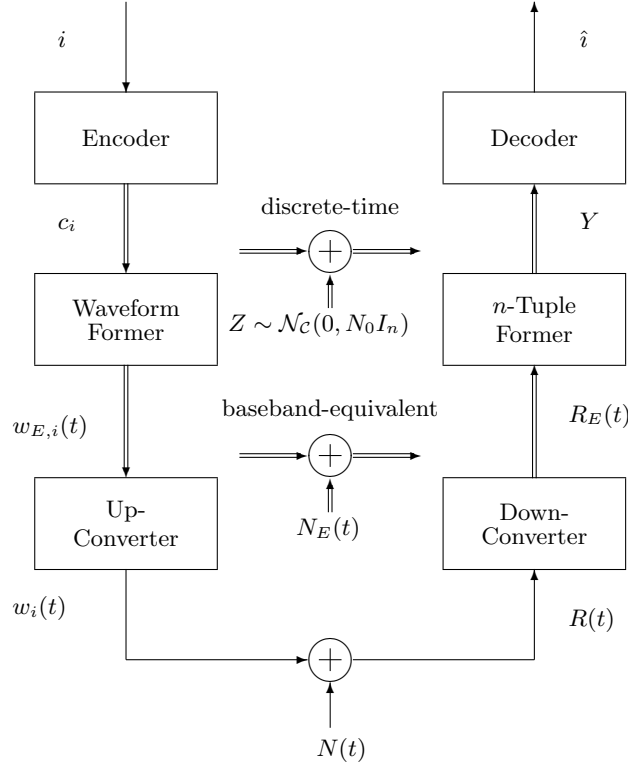 i
î
Encoder
Decoder
discrete-time
c_i
Y
+
Waveform
Former
n-Tuple
Former
Z ∼ 𝒩_𝒞(0, N_0 I_n)
baseband-equivalent
w_{E,i}(t)
R_E(t)
+
Up-
Converter
Down-
Converter
N_E(t)
w_i(t)
R(t)
+
N(t)